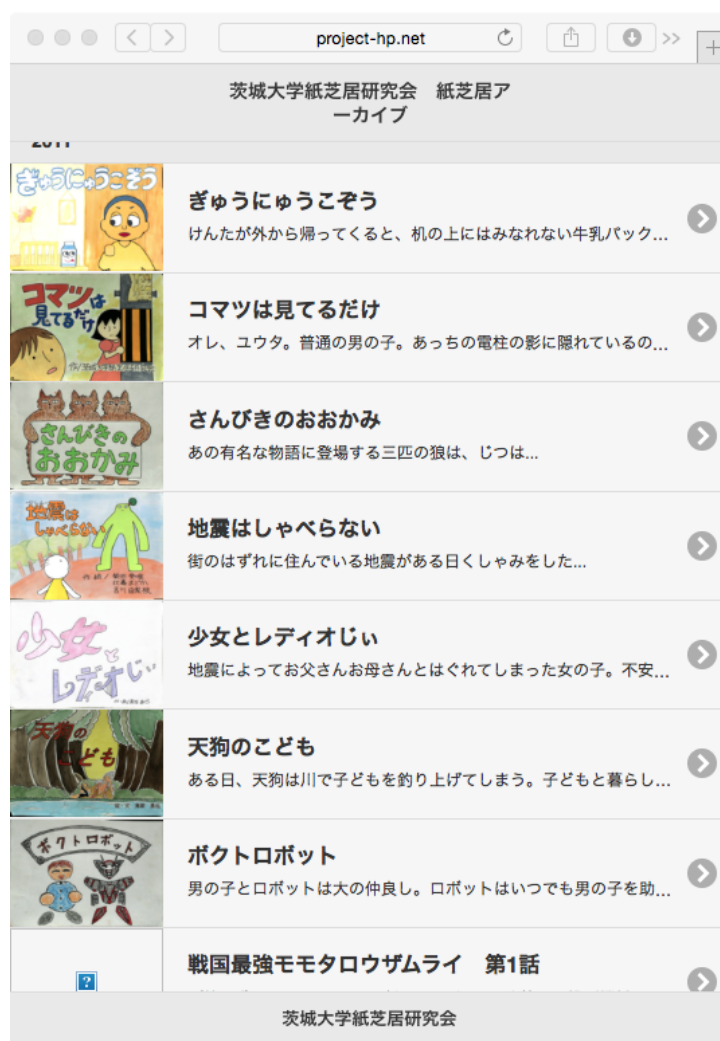 project-hp.net
茨城大学紙芝居研究会　紙芝居ア
ーカイブ
2011
ぎゅうにゅうこぞう
ぎゅうにゅうこぞう
けんたが外から帰ってくると、机の上にはみなれない牛乳パック...
コマツは
見てるだけ
コマツは見てるだけ
オレ、ユウタ。普通の男の子。あっちの電柱の影に隠れているの...
さんびきの
おおかみ
さんびきのおおかみ
あの有名な物語に登場する三匹の狼は、じつは...
地震は
しゃべらない
地震はしゃべらない
街のはずれに住んでいる地震がある日くしゃみをした...
少女と
レディオじぃ
少女とレディオじぃ
地震によってお父さんお母さんとはぐれてしまった女の子。不安...
天狗の
こども
天狗のこども
ある日、天狗は川で子どもを釣り上げてしまう。子どもと暮らし...
ボクトロボット
ボクトロボット
男の子とロボットは大の仲良し。ロボットはいつでも男の子を助...
戦国最強モモタロウザムライ　第1話
茨城大学紙芝居研究会